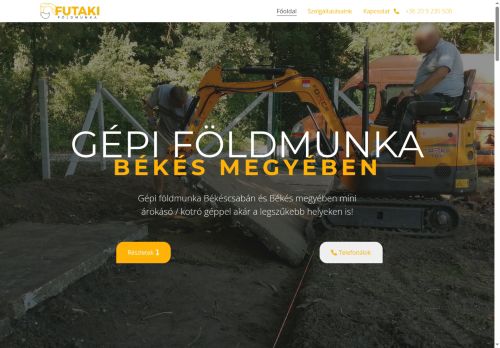 FUTAKI
FÖLDMUNKA
Főoldal
Szolgáltatásaink
Kapcsolat
GÉPI FÖLDMUNKA
BÉKÉS MEGYÉBEN
Gépi földmunka Békéscsabán és Békés megyében mini
árokásó / kotró géppel akár a legszűkebb helyeken is!
Részletek
Telefonálok